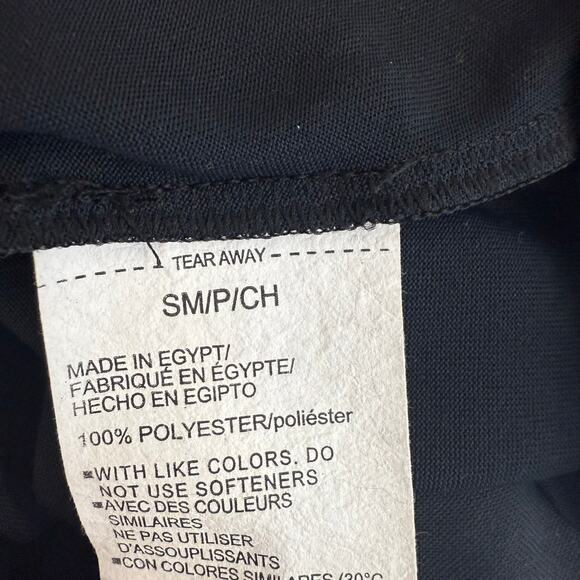 TEAR AWAY
SM/P/CH
MADE IN EGYPT/
FABRIQUÉ EN ÉGYPTE/
HECHO EN EGIPTO
100% POLYESTER/poliéster
WITH LIKE COLORS. DO
NOT USE SOFTENERS
AVEC DES COULEURS
SIMILAIRES
NE PAS UTILISER
D'ASSOUPLISSANTS
CON COLORES SIMILARES (30°C